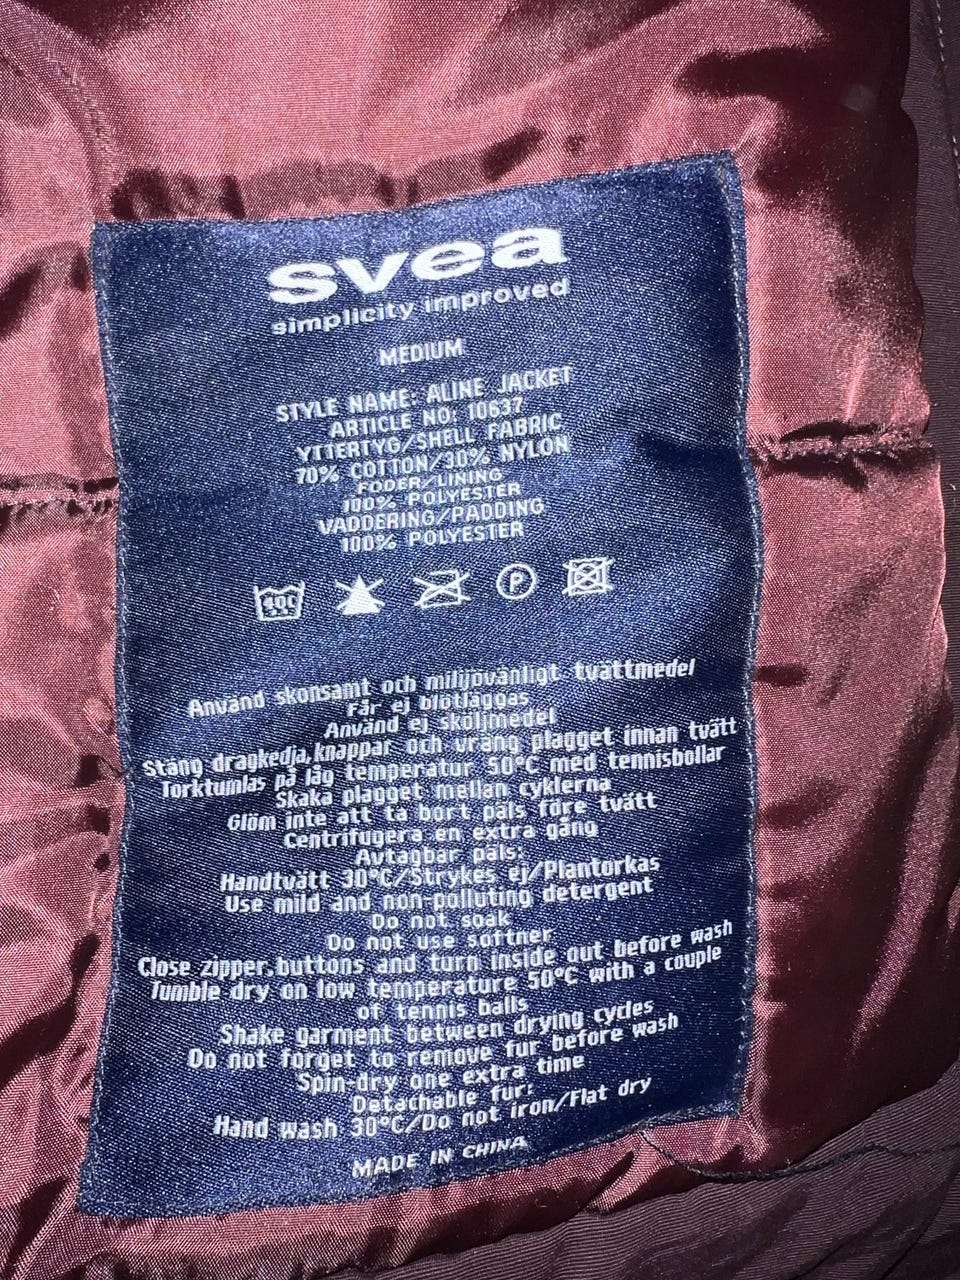 svea
simplicity improved
MEDIUM
STYLE NAME: ALINE JACKET
ARTICLE NO: 10637
YTTERTYG/SHELL FABRIC
70% COTTON/30% NYLON
FODER/LINING
100% POLYESTER
VADDERING/PADDING
100% POLYESTER
40C P
Använd skonsamt och milijövänligt tvättmedel
Får ej blötläggas
Använd ej sköljmedel
Stäng dragkedja,knappar och vräng plagget innan tvätt
Torktumlas på låg temperatur 50°C med tennisbollar
Skaka plagget mellan cyklerna
Glöm inte att ta bort päls före tvätt
Centrifugera en extra gång
Avtagbar päls:
Handtvätt 30°C/Strykes ej/Plantorkas
Use mild and non-polluting detergent
Do not soak
Do not use softner
Close zipper,buttons and turn inside out before wash
Tumble dry on low temperature 50°C with a couple
of tennis balls
Shake garment between drying cycles
Do not forget to remove fur before wash
Spin-dry one extra time
Detachable fur:
Hand wash 30°C/Do not iron/Flat dry
MADE IN CHINA